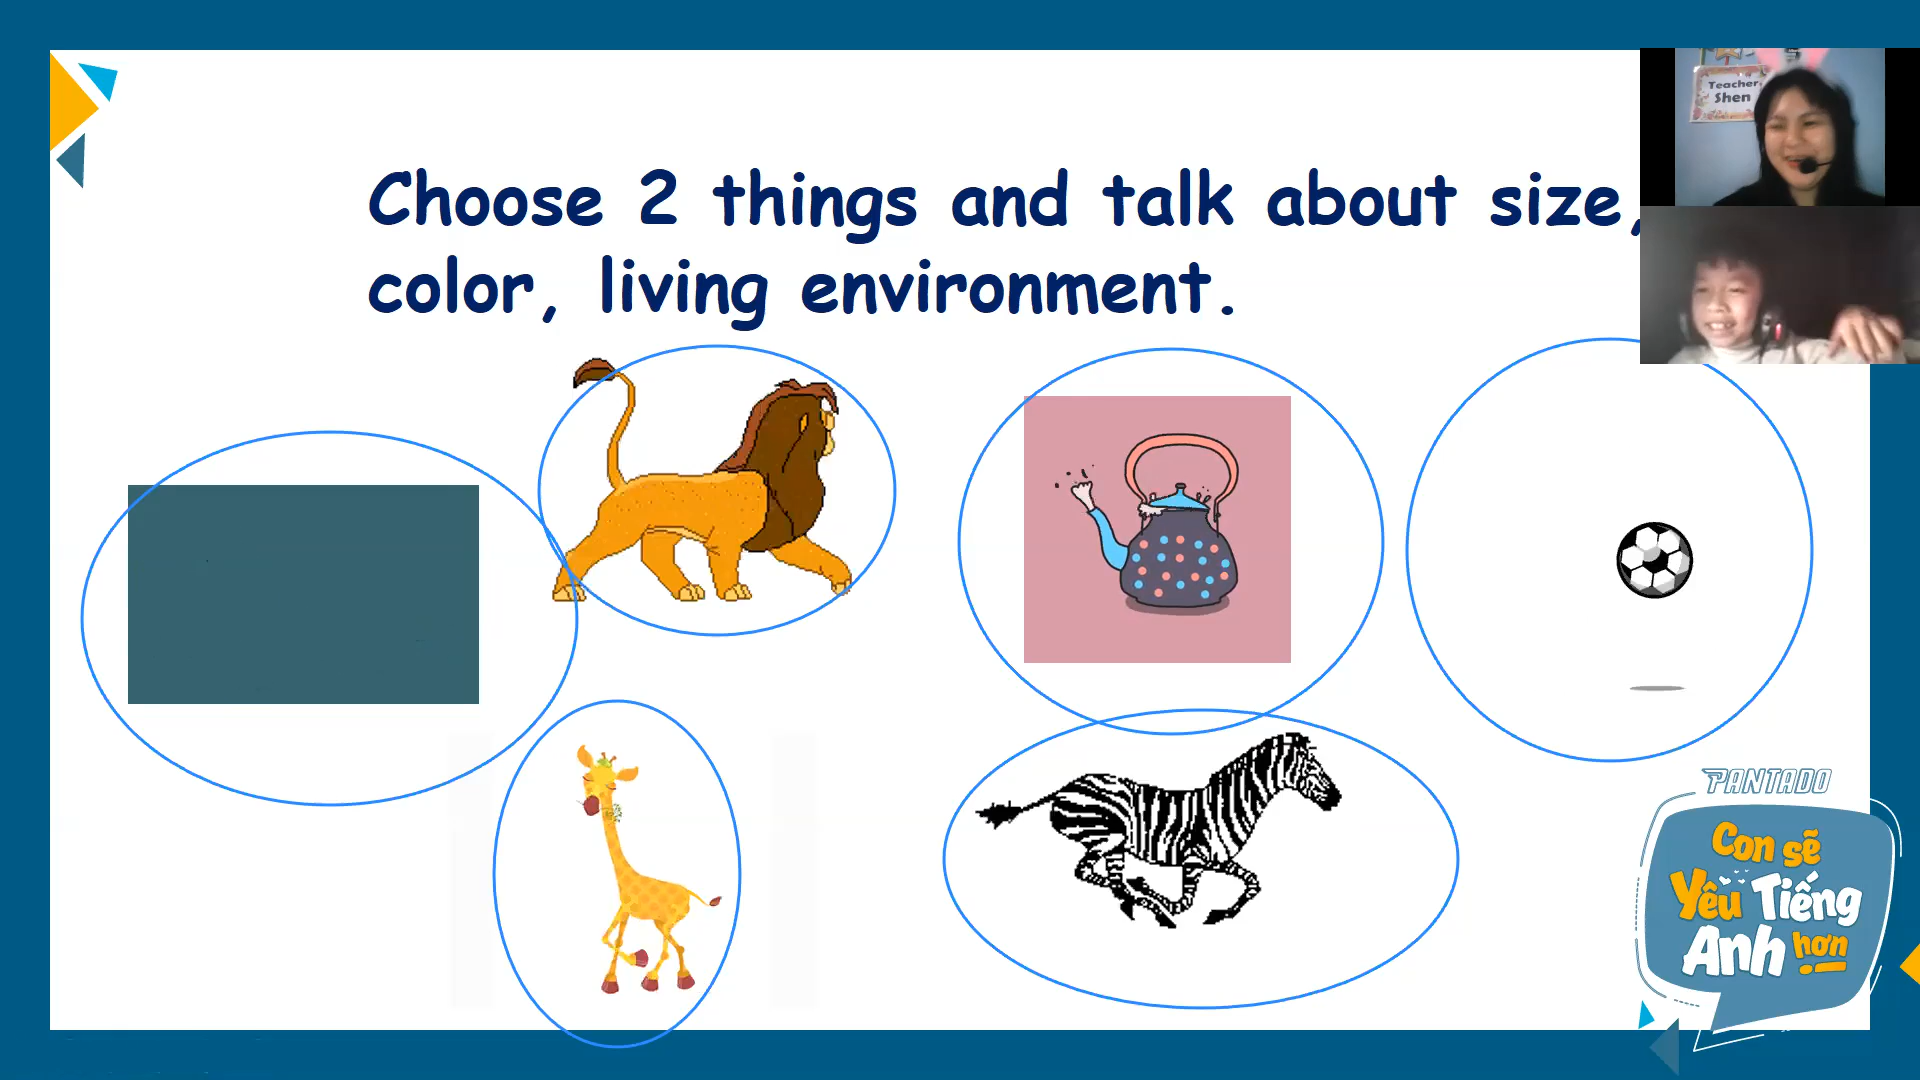 Teacher
Shen
Choose 2 things and talk about size,
color, living environment.
PANTADO
Con sẽ
Yêu Tiếng
Anh hơn